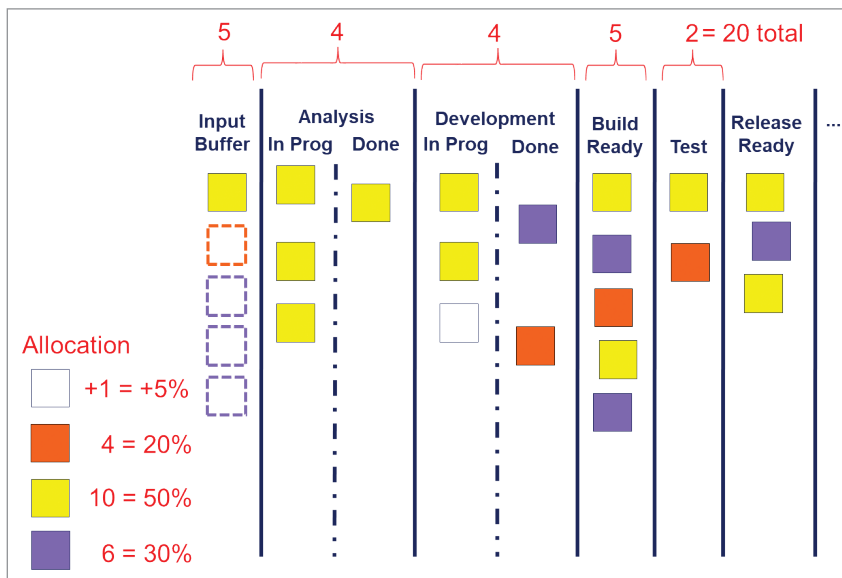 5
4
4
5
2 = 20 total
Input
Buffer
Analysis
In Prog
Done
Development
In Prog
Done
Build
Ready
Test
Release
Ready
...
Allocation
+1 = +5%
4 = 20%
10 = 50%
6 = 30%